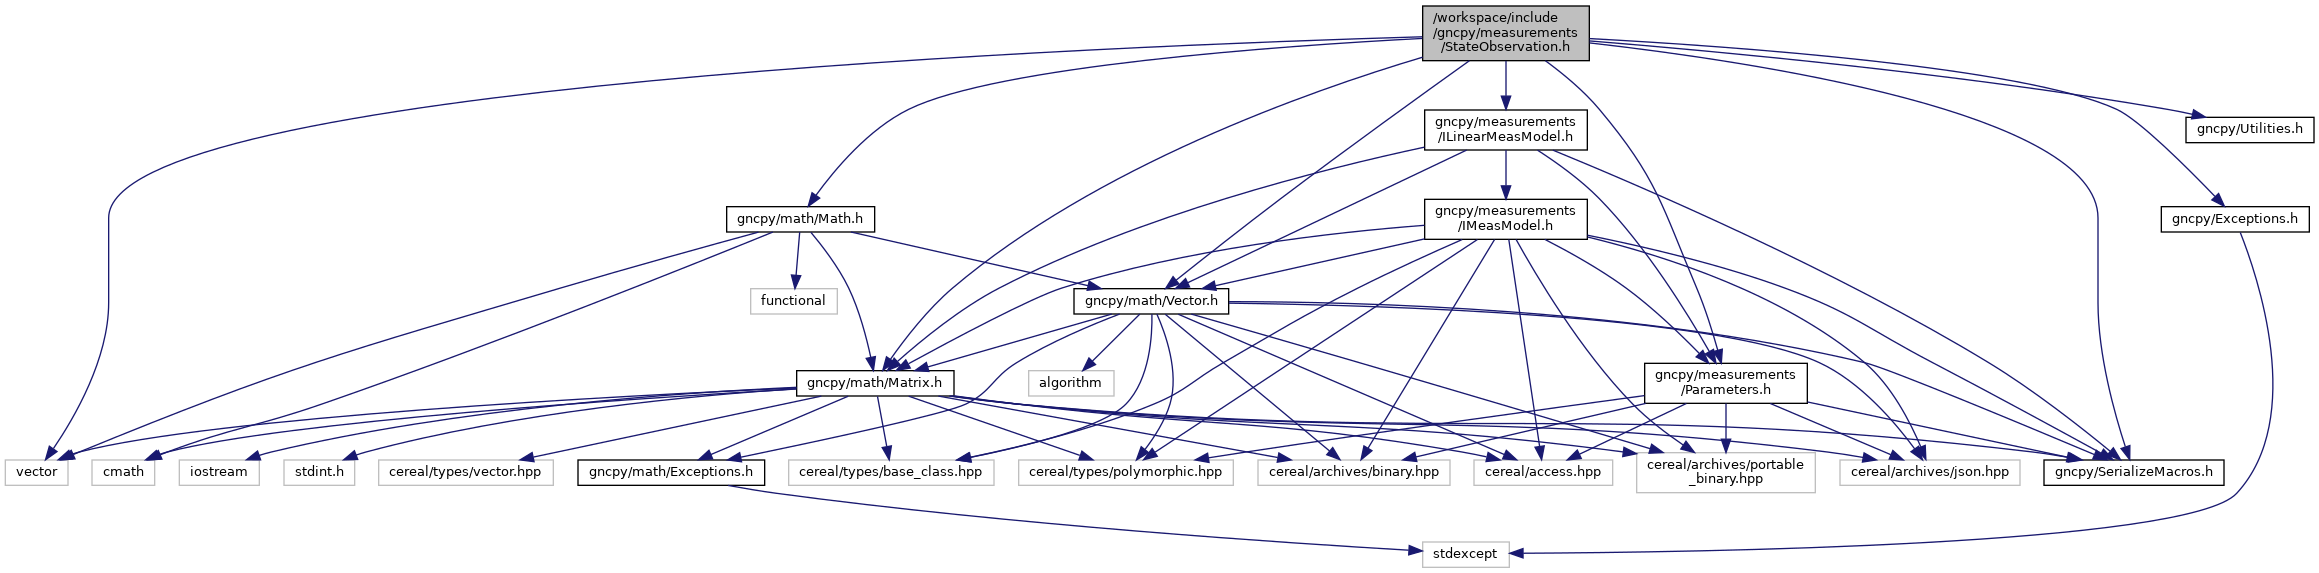 /workspace/include
/gncpy/measurements
/StateObservation.h
gncpy/measurements
/ILinearMeasModel.h
gncpy/Utilities.h
gncpy/math/Math.h
gncpy/measurements
/IMeasModel.h
gncpy/Exceptions.h
functional
gncpy/math/Vector.h
gncpy/math/Matrix.h
algorithm
gncpy/measurements
/Parameters.h
vector
cmath
iostream
stdint.h
cereal/types/vector.hpp
gncpy/math/Exceptions.h
cereal/types/base_class.hpp
cereal/types/polymorphic.hpp
cereal/archives/binary.hpp
cereal/access.hpp
cereal/archives/portable
_binary.hpp
cereal/archives/json.hpp
gncpy/SerializeMacros.h
stdexcept